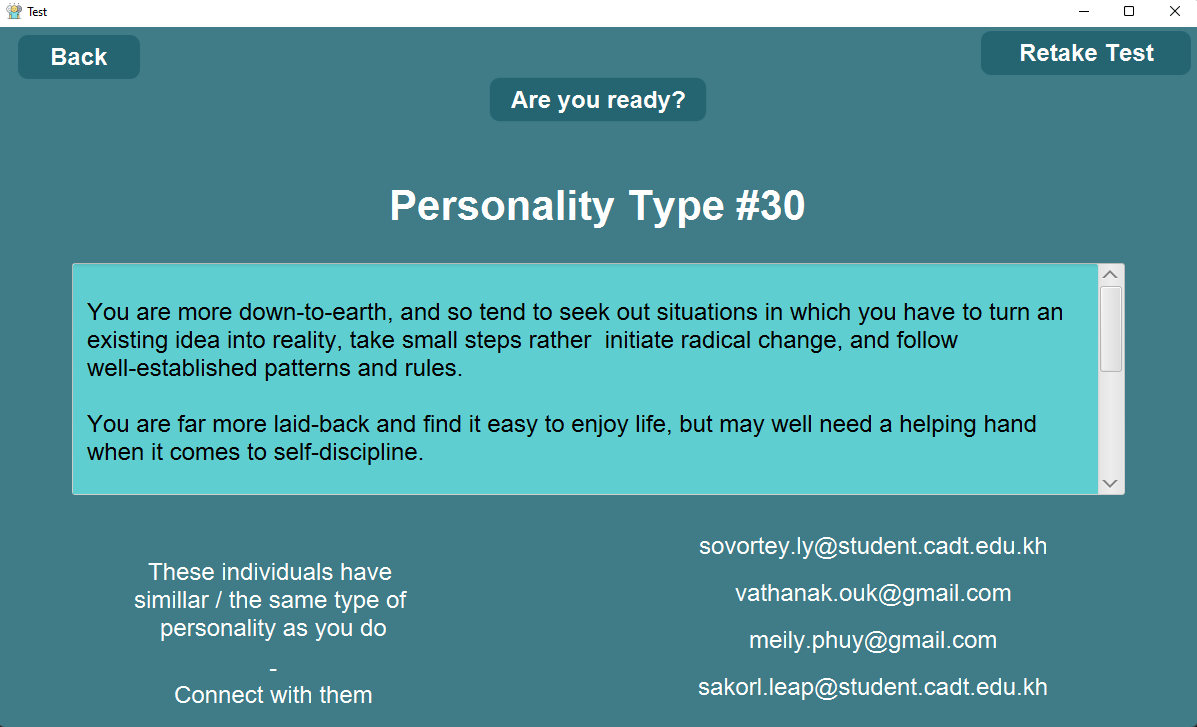 Test
Back
Retake Test
Are you ready?
Personality Type #30
You are more down-to-earth, and so tend to seek out situations in which you have to turn an
existing idea into reality, take small steps rather  initiate radical change, and follow
well-established patterns and rules.
You are far more laid-back and find it easy to enjoy life, but may well need a helping hand
when it comes to self-discipline.
These individuals have
simillar / the same type of
personality as you do
-
Connect with them
sovortey.ly@student.cadt.edu.kh
vathanak.ouk@gmail.com
meily.phuy@gmail.com
sakorl.leap@student.cadt.edu.kh